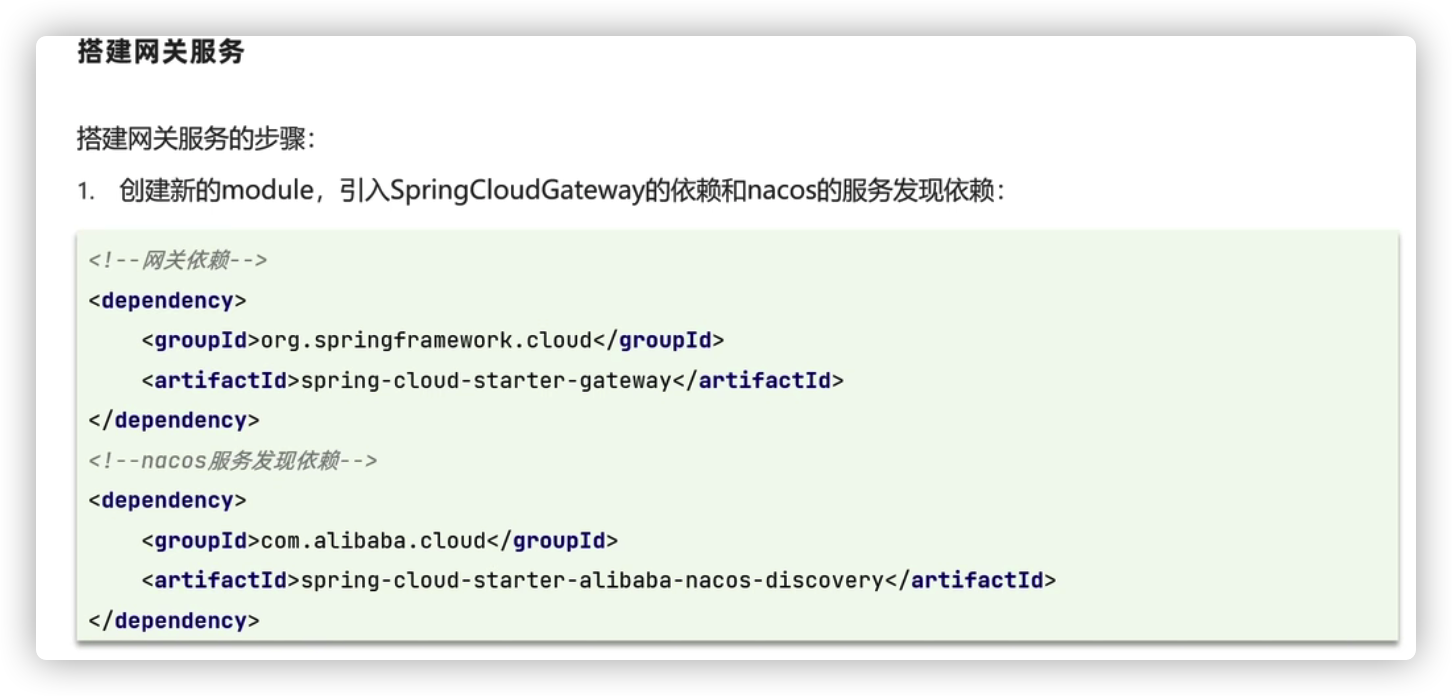 搭建网关服务
搭建网关服务的步骤：
1. 创建新的module，引入SpringCloudGateway的依赖和nacos的服务发现依赖：
<!--网关依赖-->
<dependency>
    <groupId>org.springframework.cloud</groupId>
    <artifactId>spring-cloud-starter-gateway</artifactId>
</dependency>
<!--nacos服务发现依赖-->
<dependency>
    <groupId>com.alibaba.cloud</groupId>
    <artifactId>spring-cloud-starter-alibaba-nacos-discovery</artifactId>
</dependency>